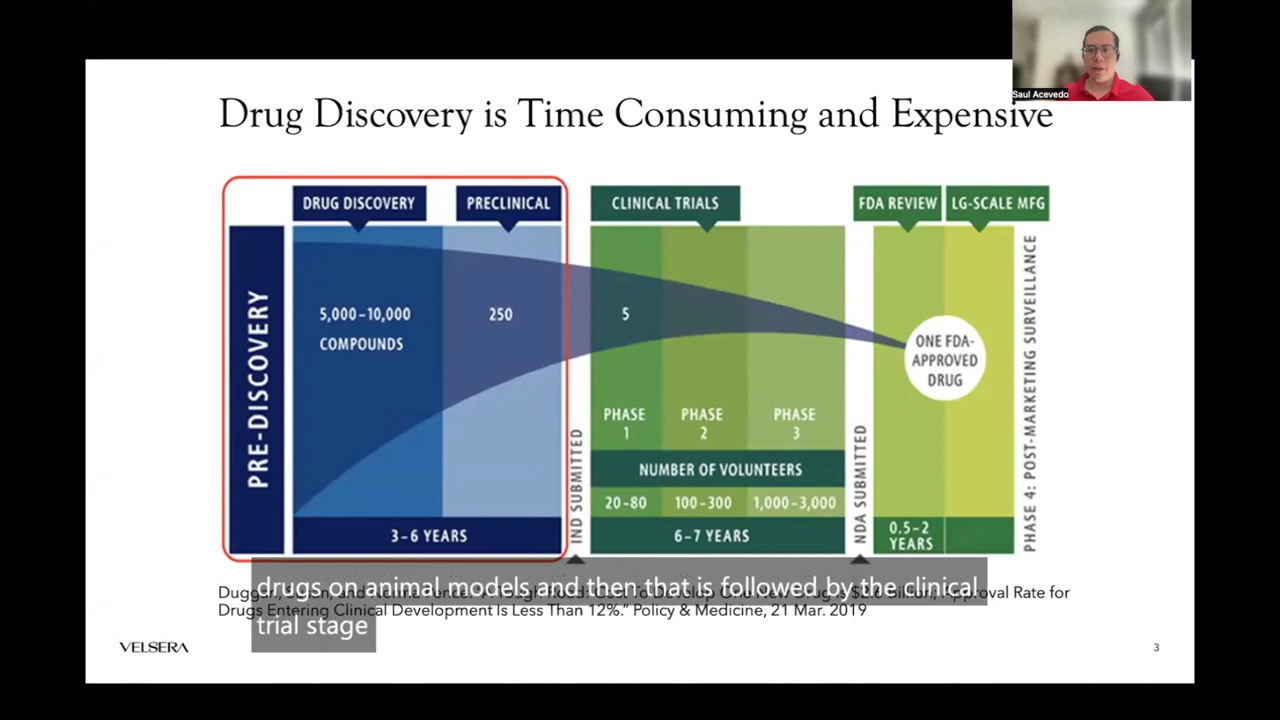 Saul Acevedo
Drug Discovery is Time Consuming and Expensive
DRUG DISCOVERY
PRECLINICAL
CLINICAL TRIALS
FDA REVIEW
LG-SCALE MFG
PRE-DISCOVERY
5,000–10,000
COMPOUNDS
250
5
ONE FDA-
APPROVED
DRUG
PHASE
1
PHASE
2
PHASE
3
NUMBER OF VOLUNTEERS
20–80
100–300
1,000–3,000
3–6 YEARS
IND SUBMITTED
6–7 YEARS
NDA SUBMITTED
0.5–2
YEARS
PHASE 4: POST-MARKETING SURVEILLANCE
drugs on animal models and then that is followed by the clinical
trial stage
Approval Rate for
Drugs Entering Clinical Development Is Less Than 12%.” Policy & Medicine, 21 Mar. 2019
VELSERA
3